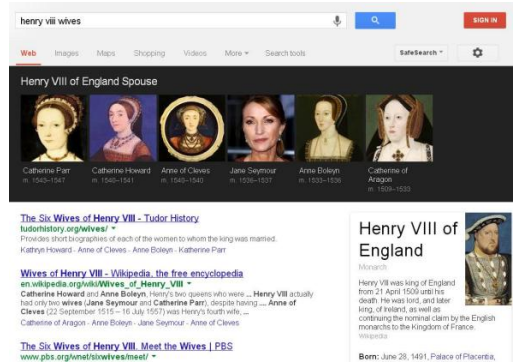 henry viii wives
SIGN IN
Web Images Maps Shopping Videos More Search tools SafeSearch
Henry VIII of England Spouse
Catherine Parr
m. 1543–1547
Catherine Howard
m. 1540–1541
Anne of Cleves
m. 1540–1540
Jane Seymour
m. 1536–1537
Anne Boleyn
m. 1533–1536
Catherine of
Aragon
m. 1509–1533
The Six Wives of Henry VIII - Tudor History
tudorhistory.org/wives/
Provides short biographies of each of the women to whom the king was married.
Kathryn Howard - Anne of Cleves - Anne Boleyn - Katherine Parr
Wives of Henry VIII - Wikipedia, the free encyclopedia
en.wikipedia.org/wiki/Wives_of_Henry_VIII
Catherine Howard and Anne Boleyn, Henry's two queens who were ... Henry VIII actually
had only two wives (Jane Seymour and Catherine Parr), despite having ... Anne of
Cleves (22 September 1515 – 16 July 1557) was Henry's fourth wife, ...
Catherine of Aragon - Anne Boleyn - Jane Seymour - Anne of Cleves
The Six Wives of Henry VIII. Meet the Wives | PBS
www.pbs.org/wnet/sixwives/meet/
Henry VIII of
England
Monarch
Henry VIII was King of England
from 21 April 1509 until his
death. He was lord, and later
king, of Ireland, as well as
continuing the nominal claim by the English
monarchs to the Kingdom of France.
Wikipedia
Born: June 28, 1491, Palace of Placentia,